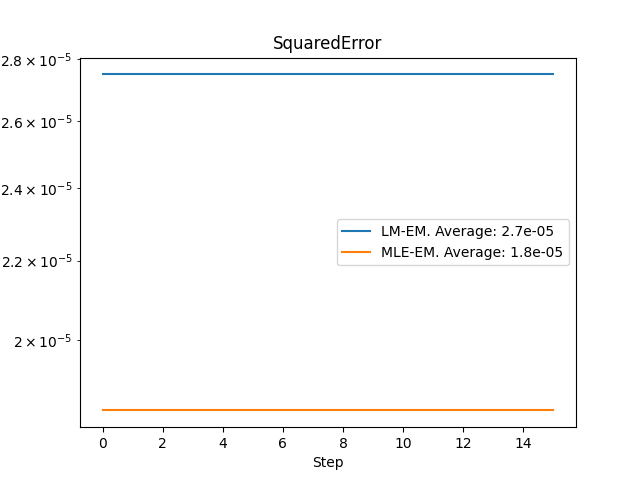 SquaredError
2.8 × 10⁻⁵
2.6 × 10⁻⁵
2.4 × 10⁻⁵
2.2 × 10⁻⁵
2 × 10⁻⁵
LM-EM. Average: 2.7e-05
MLE-EM. Average: 1.8e-05
0 2 4 6 8 10 12 14
Step